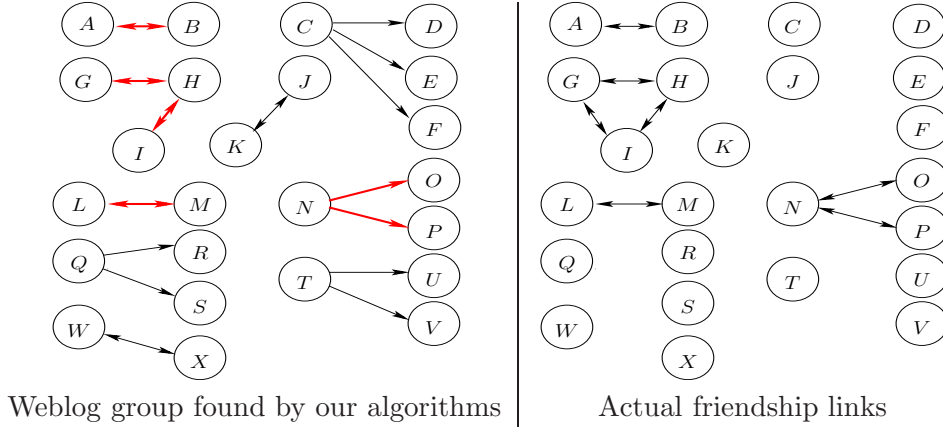 A B C D A B C D
G H J E G H J E
I K F I K F
L M N O L M N O
P P
Q R T U Q R T U
S V S V
W X W X
Weblog group found by our algorithms
Actual friendship links